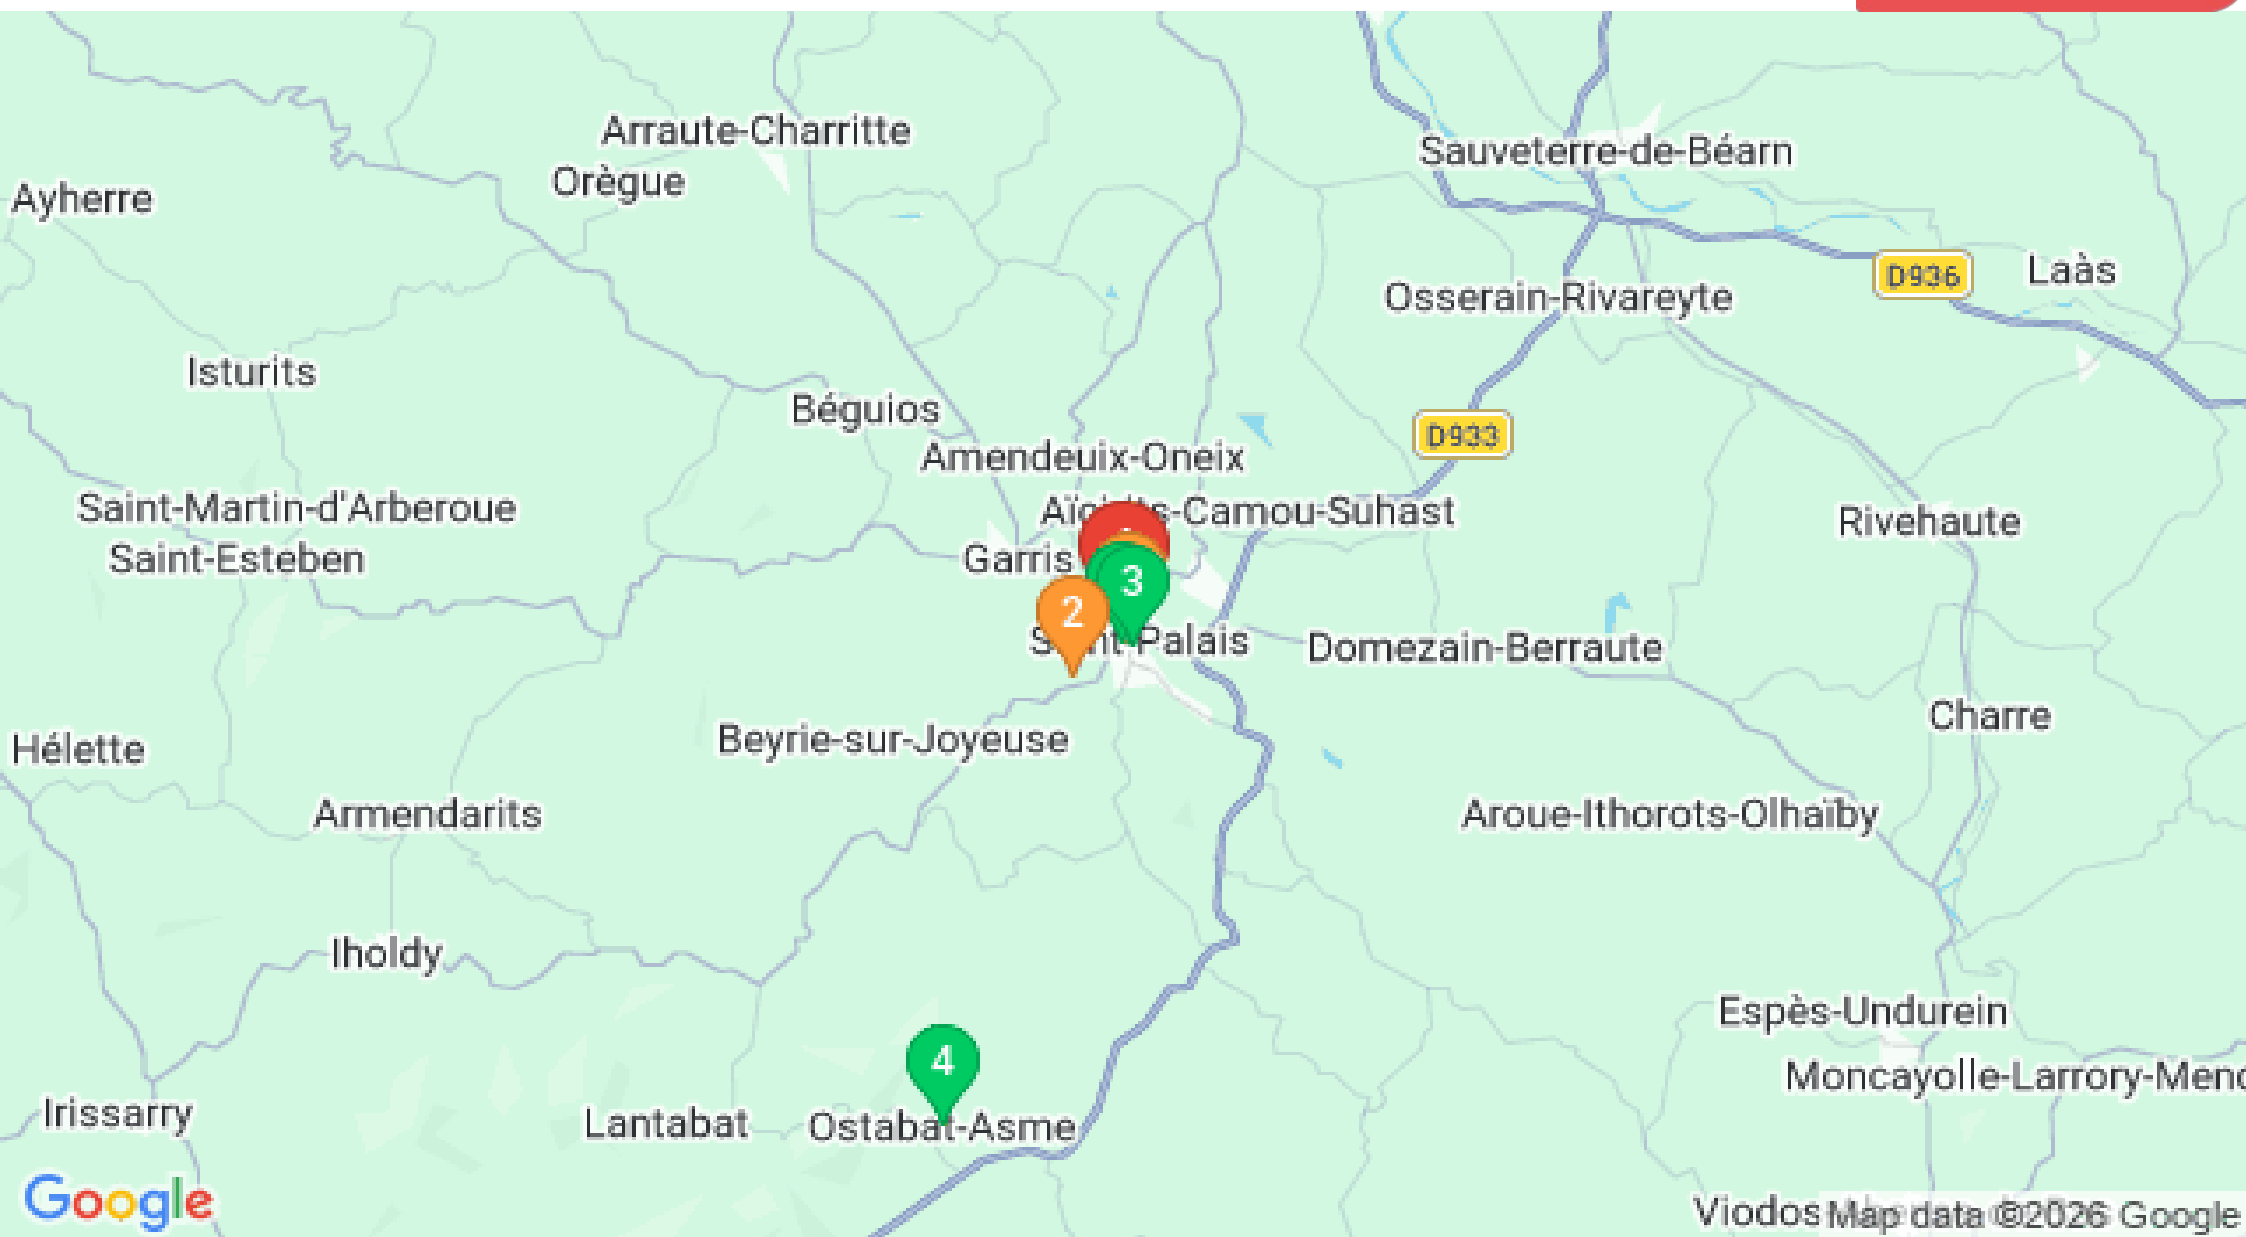 Arraute-Charritte
Sauveterre-de-Béarn
Orègue
Ayherre
D936
Laàs
Osserain-Rivareyte
Isturits
Béguios
D933
Amendeuix-Oneix
Saint-Martin-d'Arberoue
s-Camou-Suhast
Rivehaute
Garris
Saint-Esteben
3
2
Palais
Domezain-Berraute
Charre
Beyrie-sur-Joyeuse
Hélette
Armendarits
Aroue-Ithorots-Olhaïby
Iholdy
Espès-Undurein
4
Moncayolle-Larrory-Mend
Irissarry
Lantabat
Ostabat-Asme
Google
Viodos
Map data ©2026 Google